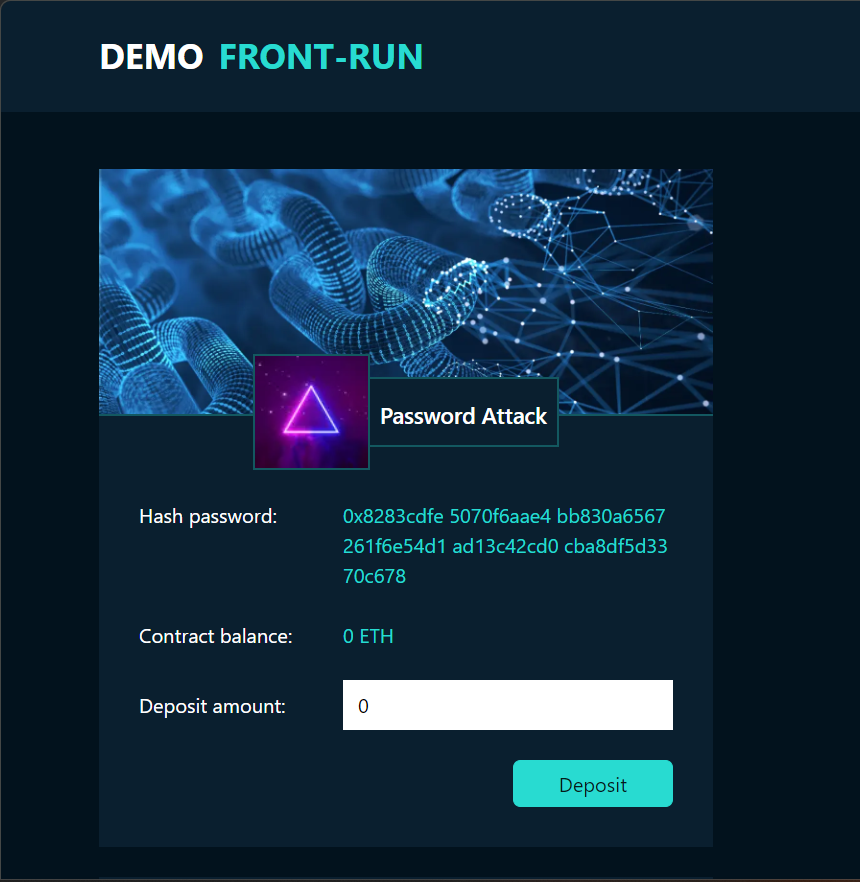 DEMO FRONT-RUN
Password Attack
Hash password: 0x8283cdfe 5070f6aae4 bb830a6567
261f6e54d1 ad13c42cd0 cba8df5d33
70c678
Contract balance: 0 ETH
Deposit amount: 0
Deposit